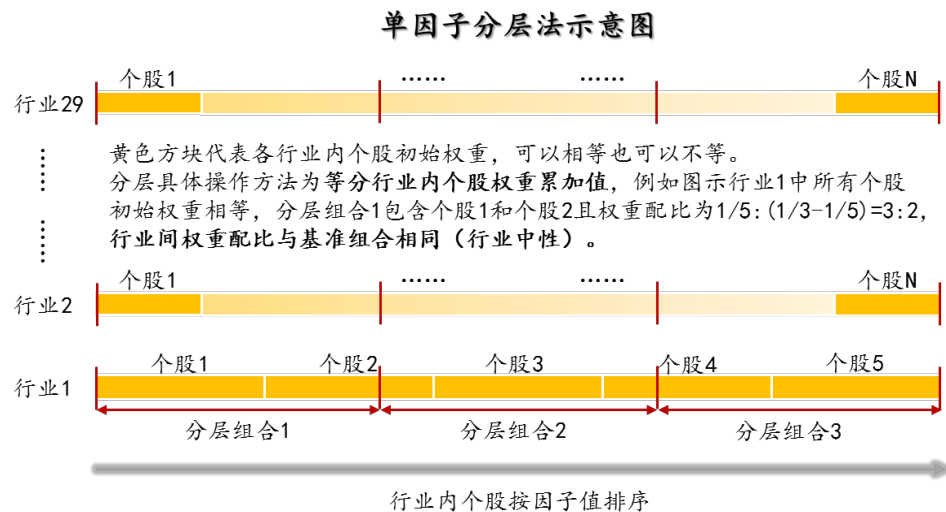 单因子分层法示意图
个股1 …… …… 个股N
行业29
黄色方块代表各行业内个股初始权重，可以相等也可以不等。
分层具体操作方法为等分行业内个股权重累加值，例如图示行业1中所有个股
初始权重相等，分层组合1包含个股1和个股2且权重配比为1/5:(1/3-1/5)=3:2，
行业间权重配比与基准组合相同（行业中性）。
个股1 …… …… 个股N
行业2
个股1 个股2 个股3 个股4 个股5
行业1
分层组合1 分层组合2 分层组合3
行业内个股按因子值排序